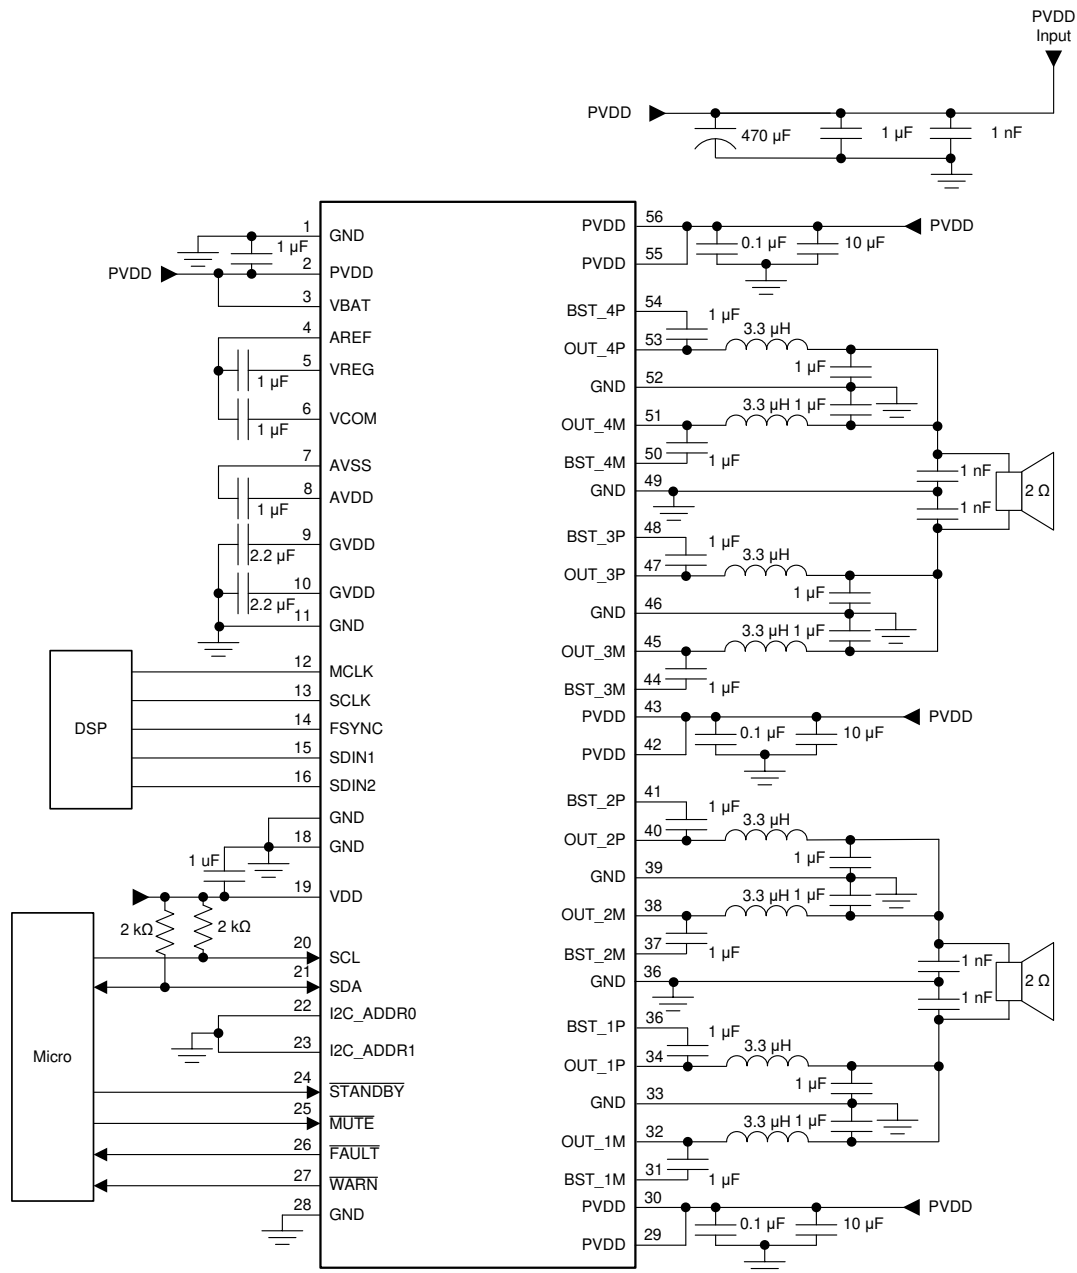 PVDD
Input
PVDD
470 µF
1 µF
1 nF
1
GND
1 µF
PVDD
2
PVDD
3
VBAT
4
AREF
5
VREG
1 µF
6
VCOM
1 µF
7
AVSS
8
AVDD
1 µF
9
GVDD
2.2 µF
10
GVDD
2.2 µF
11
GND
DSP
12
MCLK
13
SCLK
14
FSYNC
15
SDIN1
16
SDIN2
GND
18
GND
1 uF
19
VDD
2 kΩ
2 kΩ
Micro
20
SCL
21
SDA
22
I2C_ADDR0
23
I2C_ADDR1
24
STANDBY
25
MUTE
26
FAULT
27
WARN
28
GND
PVDD
56
PVDD
0.1 µF
10 µF
PVDD
55
BST_4P
54
1 µF
OUT_4P
53
3.3 µH
1 µF
GND
52
OUT_4M
51
3.3 µH
1 µF
BST_4M
50
1 µF
GND
49
1 nF
1 nF
2 Ω
BST_3P
48
1 µF
OUT_3P
47
3.3 µH
1 µF
GND
46
OUT_3M
45
3.3 µH
1 µF
BST_3M
44
1 µF
PVDD
43
PVDD
0.1 µF
10 µF
PVDD
42
BST_2P
41
1 µF
OUT_2P
40
3.3 µH
1 µF
GND
39
OUT_2M
38
3.3 µH
1 µF
BST_2M
37
1 µF
GND
36
1 nF
1 nF
2 Ω
BST_1P
36
1 µF
OUT_1P
34
3.3 µH
1 µF
GND
33
OUT_1M
32
3.3 µH
1 µF
BST_1M
31
1 µF
PVDD
30
PVDD
0.1 µF
10 µF
PVDD
29